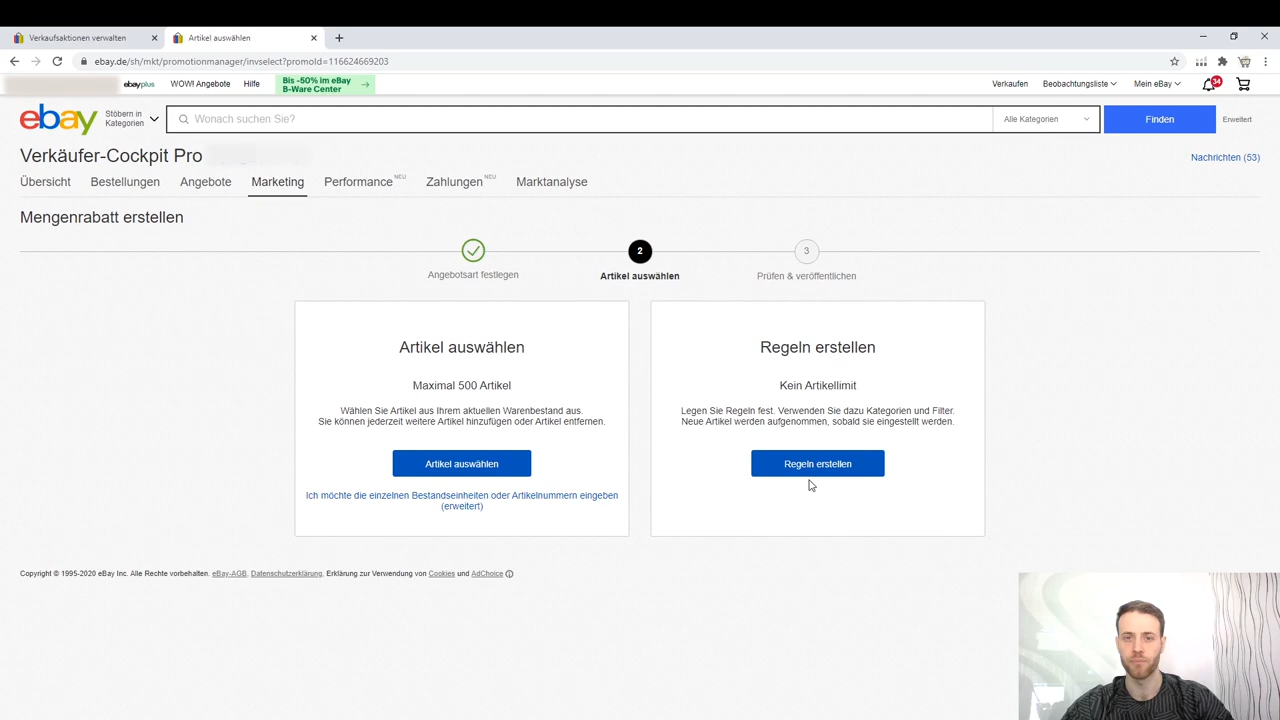 Verkaufsaktionen verwalten
Artikel auswählen
ebay.de/sh/mkt/promotionmanager/invselect?promoId=116624669203
ebayplus
WOW! Angebote
Hilfe
Bis -50% im eBay
B-Ware Center
Verkaufen
Beobachtungsliste
Mein eBay
34
ebay
Stöbern in
Kategorien
Wonach suchen Sie?
Alle Kategorien
Finden
Erweitert
Verkäufer-Cockpit Pro
Nachrichten (53)
Übersicht
Bestellungen
Angebote
Marketing
Performance NEU
Zahlungen NEU
Marktanalyse
Mengenrabatt erstellen
2
3
Angebotsart festlegen
Artikel auswählen
Prüfen & veröffentlichen
Artikel auswählen
Maximal 500 Artikel
Wählen Sie Artikel aus Ihrem aktuellen Warenbestand aus.
Sie können jederzeit weitere Artikel hinzufügen oder Artikel entfernen.
Artikel auswählen
Ich möchte die einzelnen Bestandseinheiten oder Artikelnummern eingeben
(erweitert)
Regeln erstellen
Kein Artikellimit
Legen Sie Regeln fest. Verwenden Sie dazu Kategorien und Filter.
Neue Artikel werden aufgenommen, sobald sie eingestellt werden.
Regeln erstellen
Copyright © 1995-2020 eBay Inc. Alle Rechte vorbehalten. eBay-AGB, Datenschutzerklärung, Erklärung zur Verwendung von Cookies und AdChoice